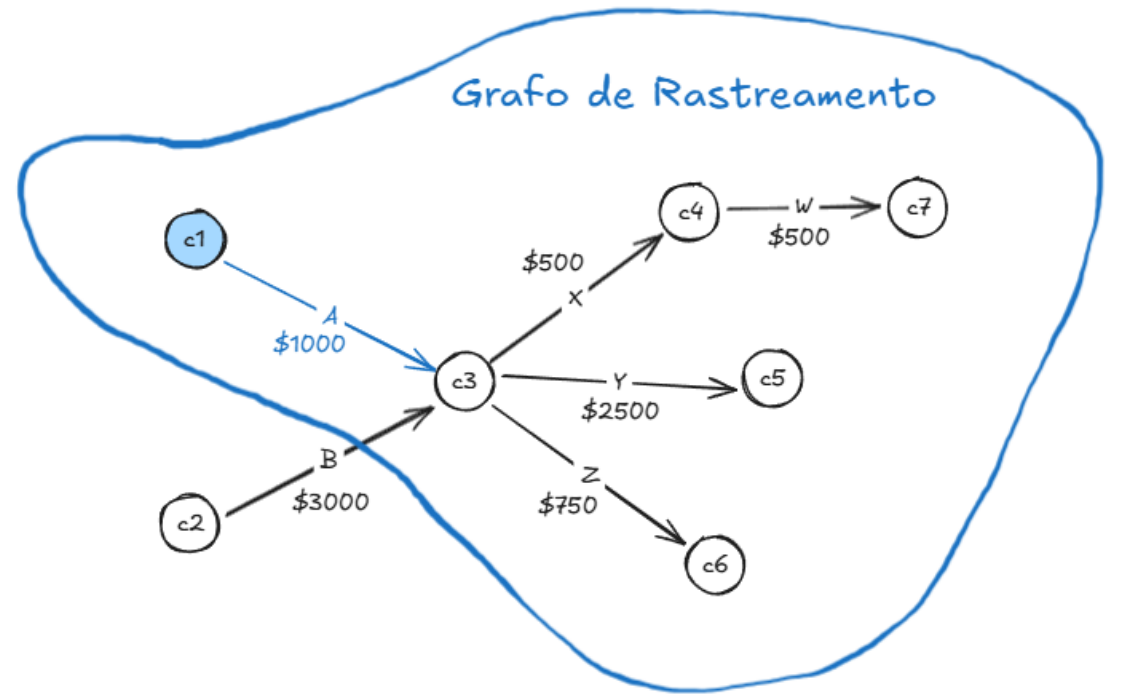 Grafo de Rastreamento
c1
A
$1000
c2
B
$3000
c3
$500
X
c4
W
$500
c7
Y
$2500
c5
Z
$750
c6